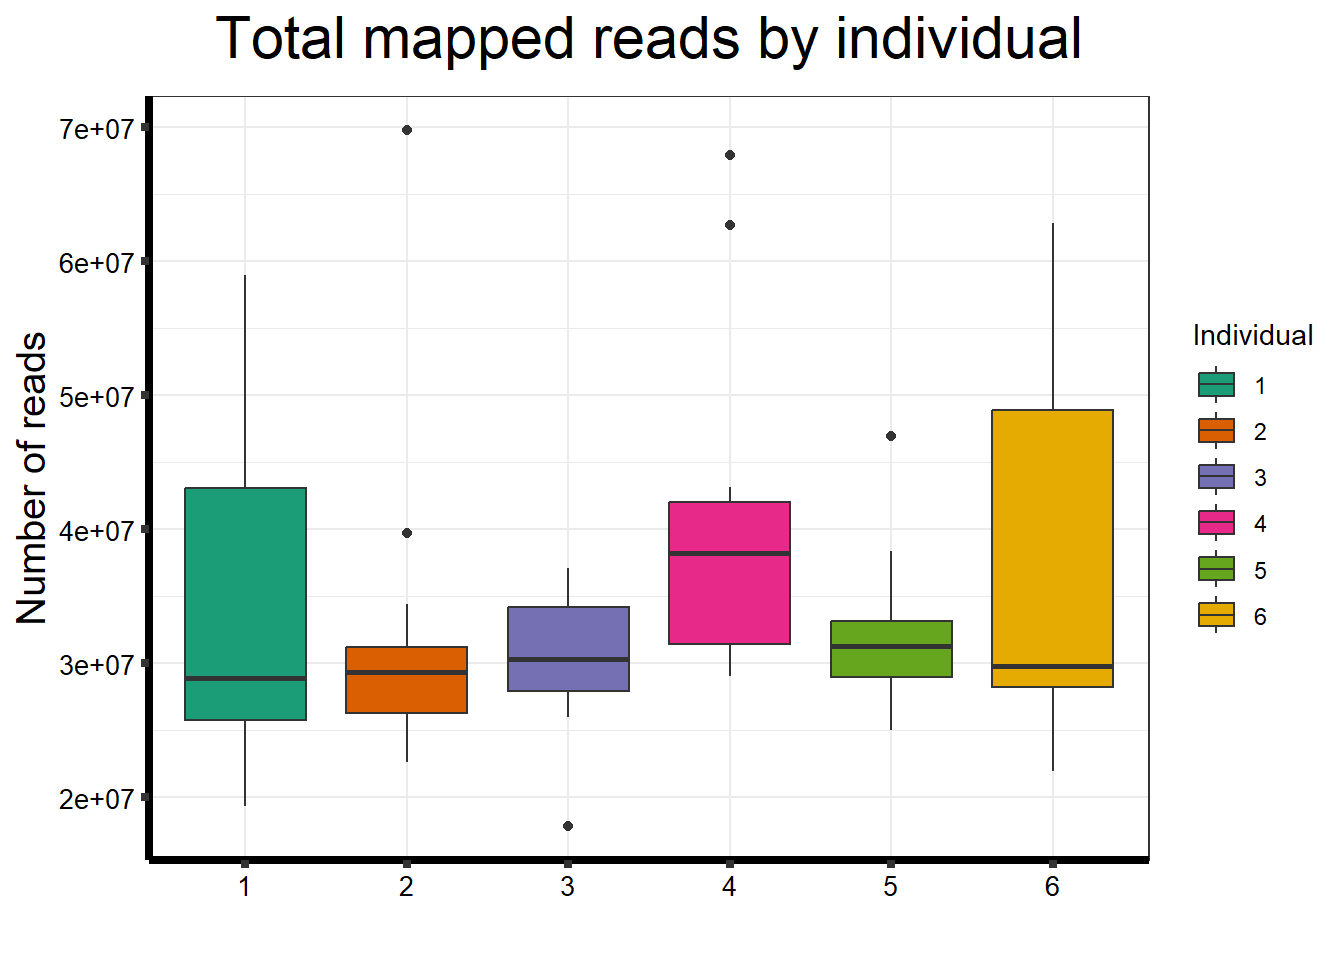 Total mapped reads by individual
Number of reads
7e+07
6e+07
5e+07
4e+07
3e+07
2e+07
1 2 3 4 5 6
Individual
1
2
3
4
5
6